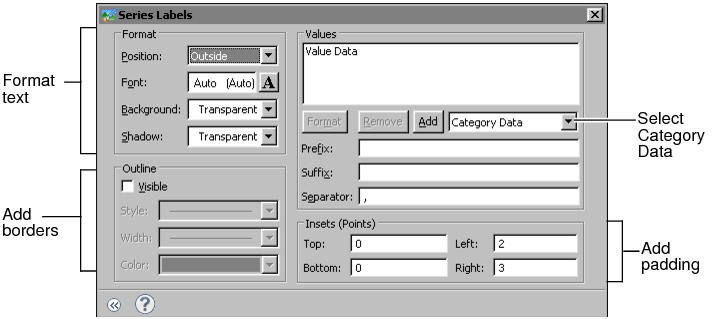 Series Labels
Format
Position: Outside
Font: Auto (Auto) A
Background: Transparent
Shadow: Transparent
Outline
Visible
Style:
Width:
Color:
Values
Value Data
Format Remove Add Category Data
Prefix:
Suffix:
Separator: ,
Insets (Points)
Top: 0 Left: 2
Bottom: 0 Right: 3
?
Format
text
Add
borders
Select
Category
Data
Add
padding